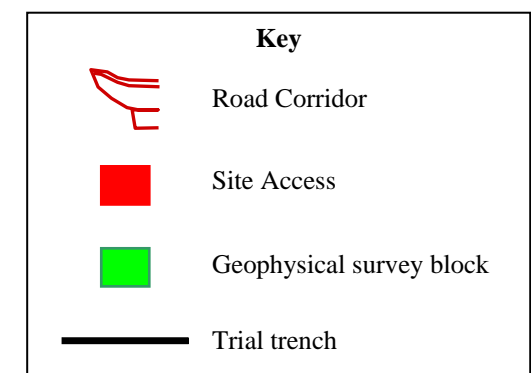 Key
Road Corridor
Site Access
Geophysical survey block
Trial trench